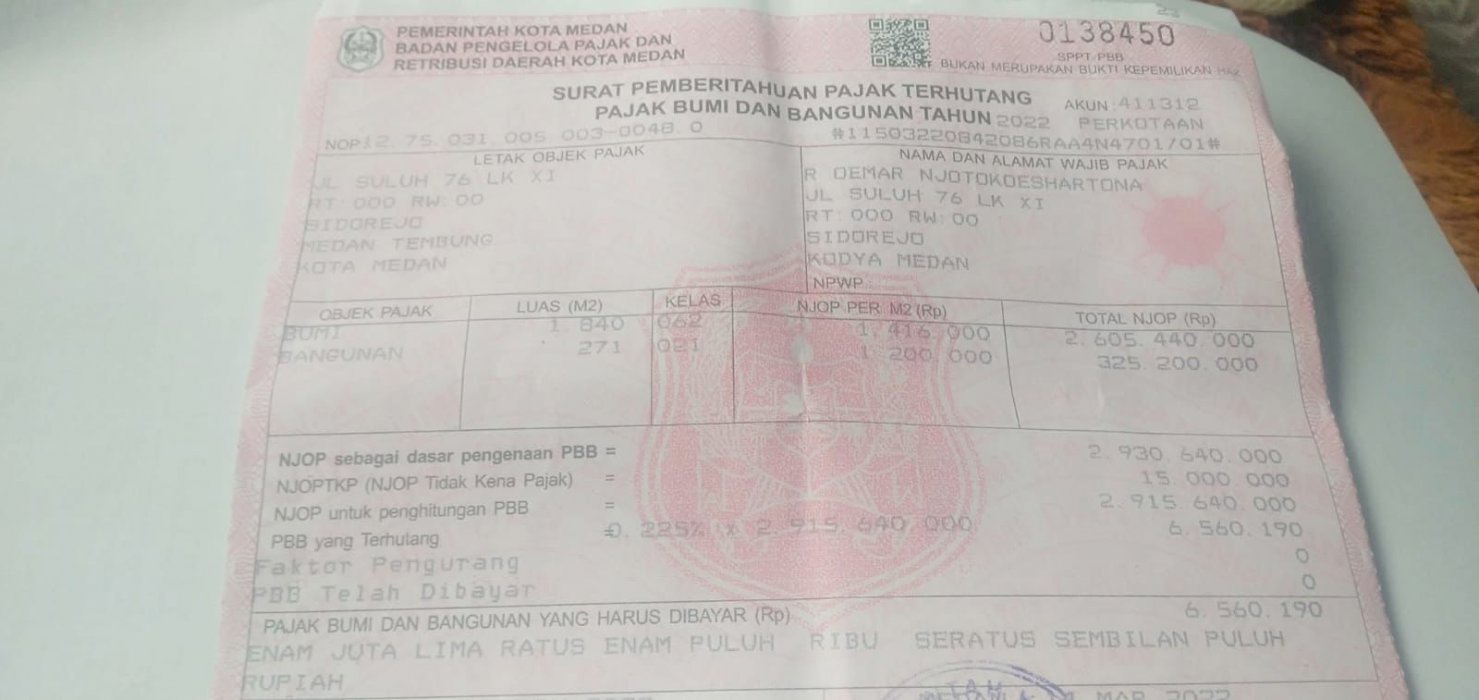 PEMERINTAH KOTA MEDAN
BADAN PENGELOLA PAJAK DAN
RETRIBUSI DAERAH KOTA MEDAN
0138450
SPPT PBB
BUKAN MERUPAKAN BUKTI KEPEMILIKAN HAK
SURAT PEMBERITAHUAN PAJAK TERHUTANG
PAJAK BUMI DAN BANGUNAN TAHUN 2022
AKUN:411312
PERKOTAAN
NOP:12. 75. 031. 005. 003-0048. 0
#11503220842086RAA4N4701/01#
LETAK OBJEK PAJAK
JL SULUH 76 LK XI
RT: 000 RW: 00
SIDOREJO
MEDAN TEMBUNG
KOTA MEDAN
NAMA DAN ALAMAT WAJIB PAJAK
R OEMAR NJOTOKOESHARTONA
JL SULUH 76 LK XI
RT: 000 RW: 00
SIDOREJO
KODYA MEDAN
NPWP :
OBJEK PAJAK LUAS (M2) KELAS NJOP PER M2 (Rp) TOTAL NJOP (Rp)
BUMI 1. 840 062 1. 416. 000 2. 605. 440. 000
BANGUNAN 271 021 1. 200. 000 325. 200. 000
NJOP sebagai dasar pengenaan PBB = 2. 930. 640. 000
NJOPTKP (NJOP Tidak Kena Pajak) = 15. 000. 000
NJOP untuk penghitungan PBB = 2. 915. 640. 000
PBB yang Terhutang =0. 225% x 2. 915. 640. 000 6. 560. 190
Faktor Pengurang 0
PBB Telah Dibayar 0
PAJAK BUMI DAN BANGUNAN YANG HARUS DIBAYAR (Rp) 6. 560. 190
ENAM JUTA LIMA RATUS ENAM PULUH RIBU SERATUS SEMBILAN PULUH
RUPIAH
MAR 2022